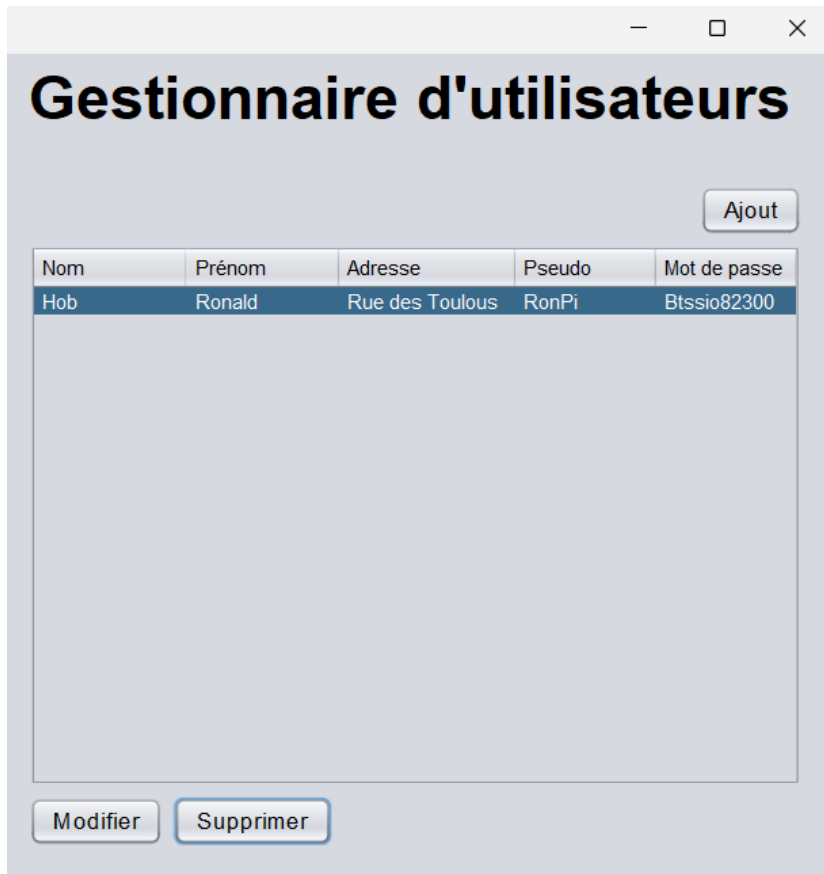 Gestionnaire d'utilisateurs
Ajout
Nom Prénom Adresse Pseudo Mot de passe
Hob Ronald Rue des Toulous RonPi Btssio82300
Modifier Supprimer